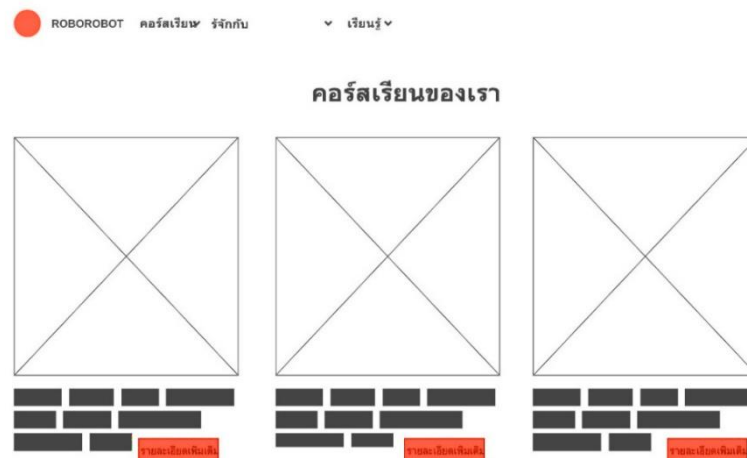 ROBOROBOT คอร์สเรียน รู้จักกับ เรียนรู้
คอร์สเรียนของเรา
รายละเอียดเพิ่มเติม รายละเอียดเพิ่มเติม รายละเอียดเพิ่มเติม